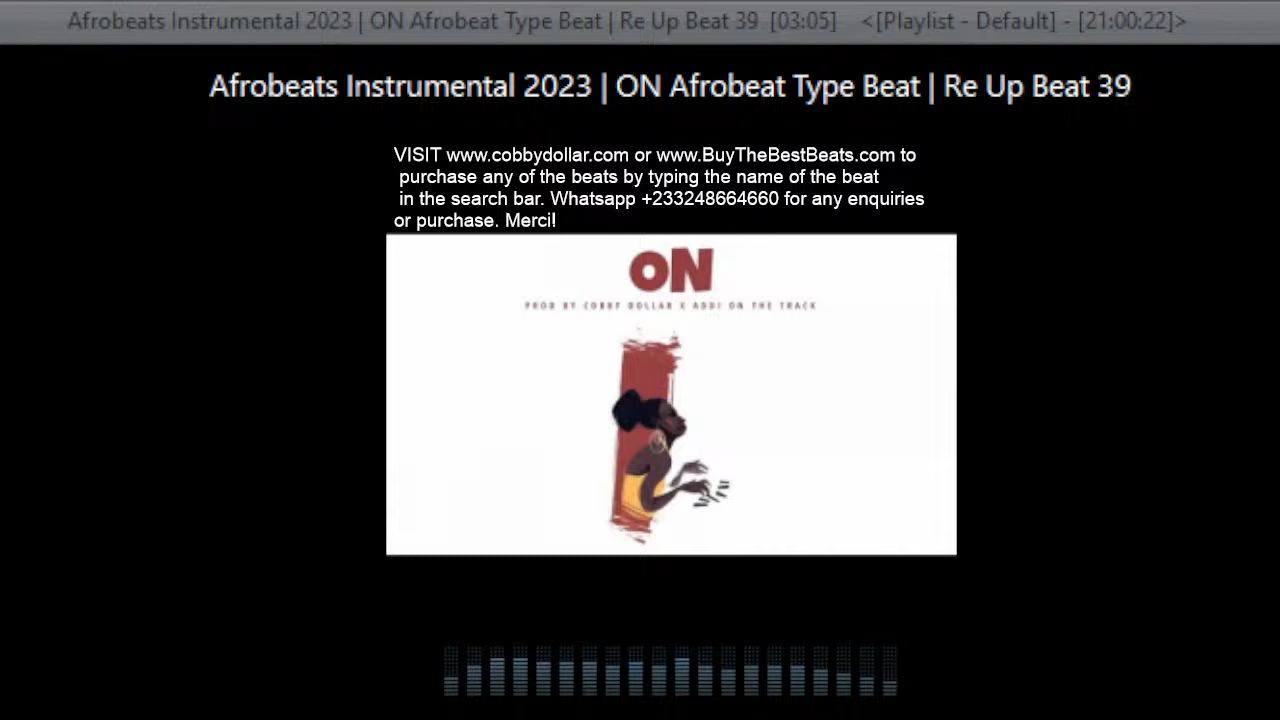 Afrobeats Instrumental 2023 | ON Afrobeat Type Beat | Re Up Beat 39 [03:05] <[Playlist - Default] - [21:00:22]>
Afrobeats Instrumental 2023 | ON Afrobeat Type Beat | Re Up Beat 39
VISIT www.cobbydollar.com or www.BuyTheBestBeats.com to
purchase any of the beats by typing the name of the beat
in the search bar. Whatsapp +233248664660 for any enquiries
or purchase. Merci!
ON
PROD BY COBBY DOLLAR X ADDI ON THE TRACK